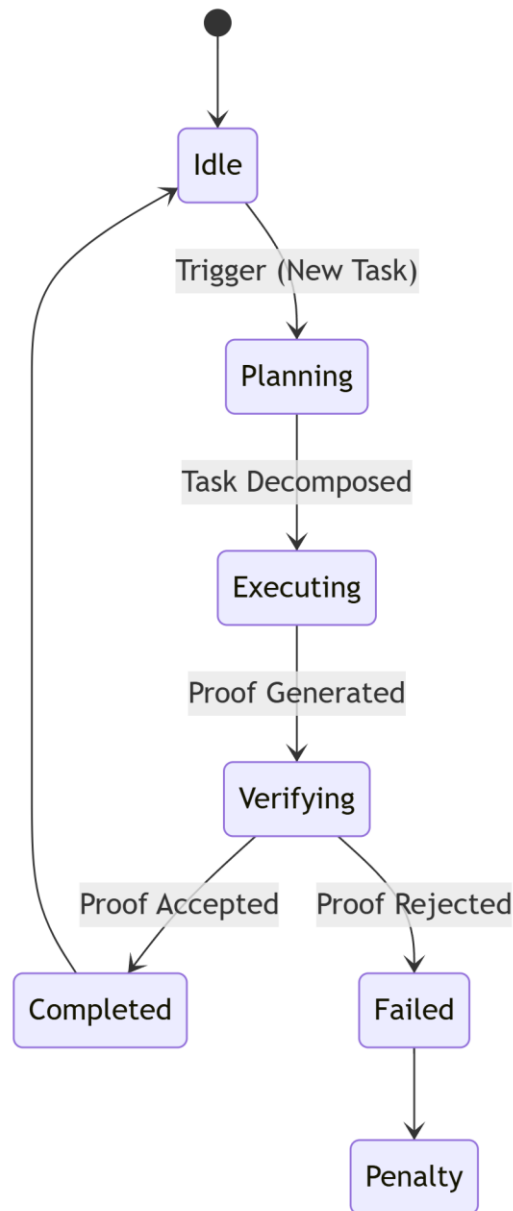 Idle
Trigger (New Task)
Planning
Task Decomposed
Executing
Proof Generated
Verifying
Proof Accepted
Proof Rejected
Completed
Failed
Penalty